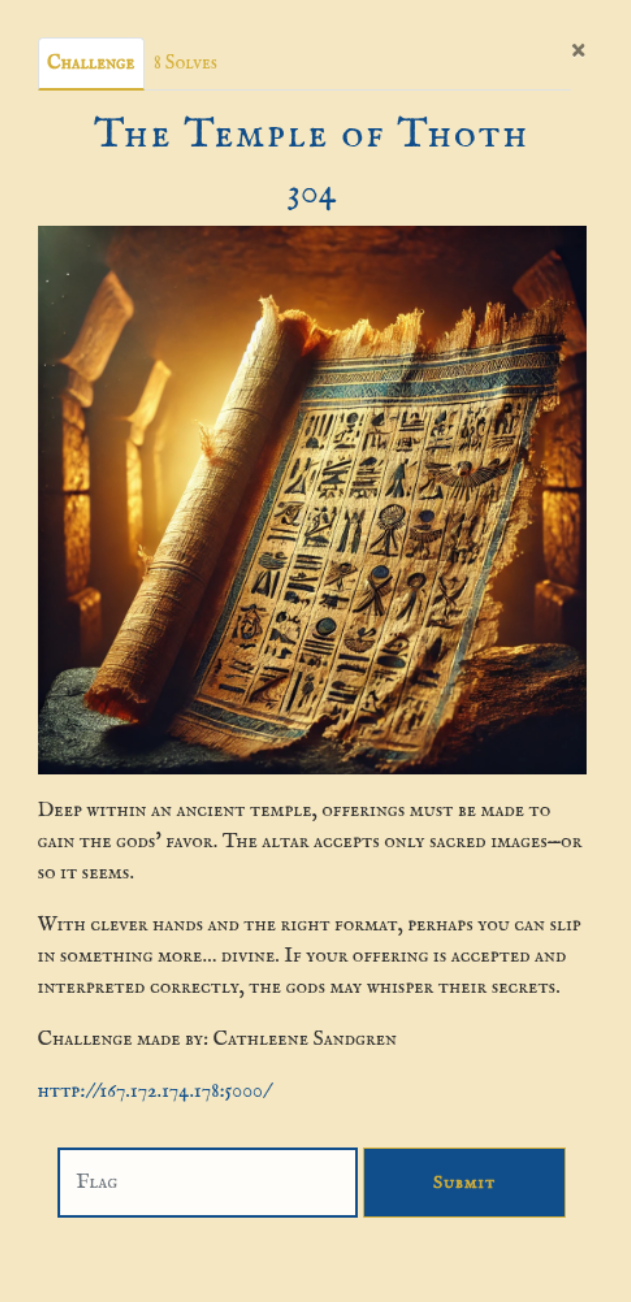 Challenge
8 Solves
×
The Temple of Thoth
304
Deep within an ancient temple, offerings must be made to
gain the gods' favor. The altar accepts only sacred images—or
so it seems.
With clever hands and the right format, perhaps you can slip
in something more... divine. If your offering is accepted and
interpreted correctly, the gods may whisper their secrets.
Challenge made by: Cathleene Sandgren
http://167.172.174.178:5000/
Flag
Submit